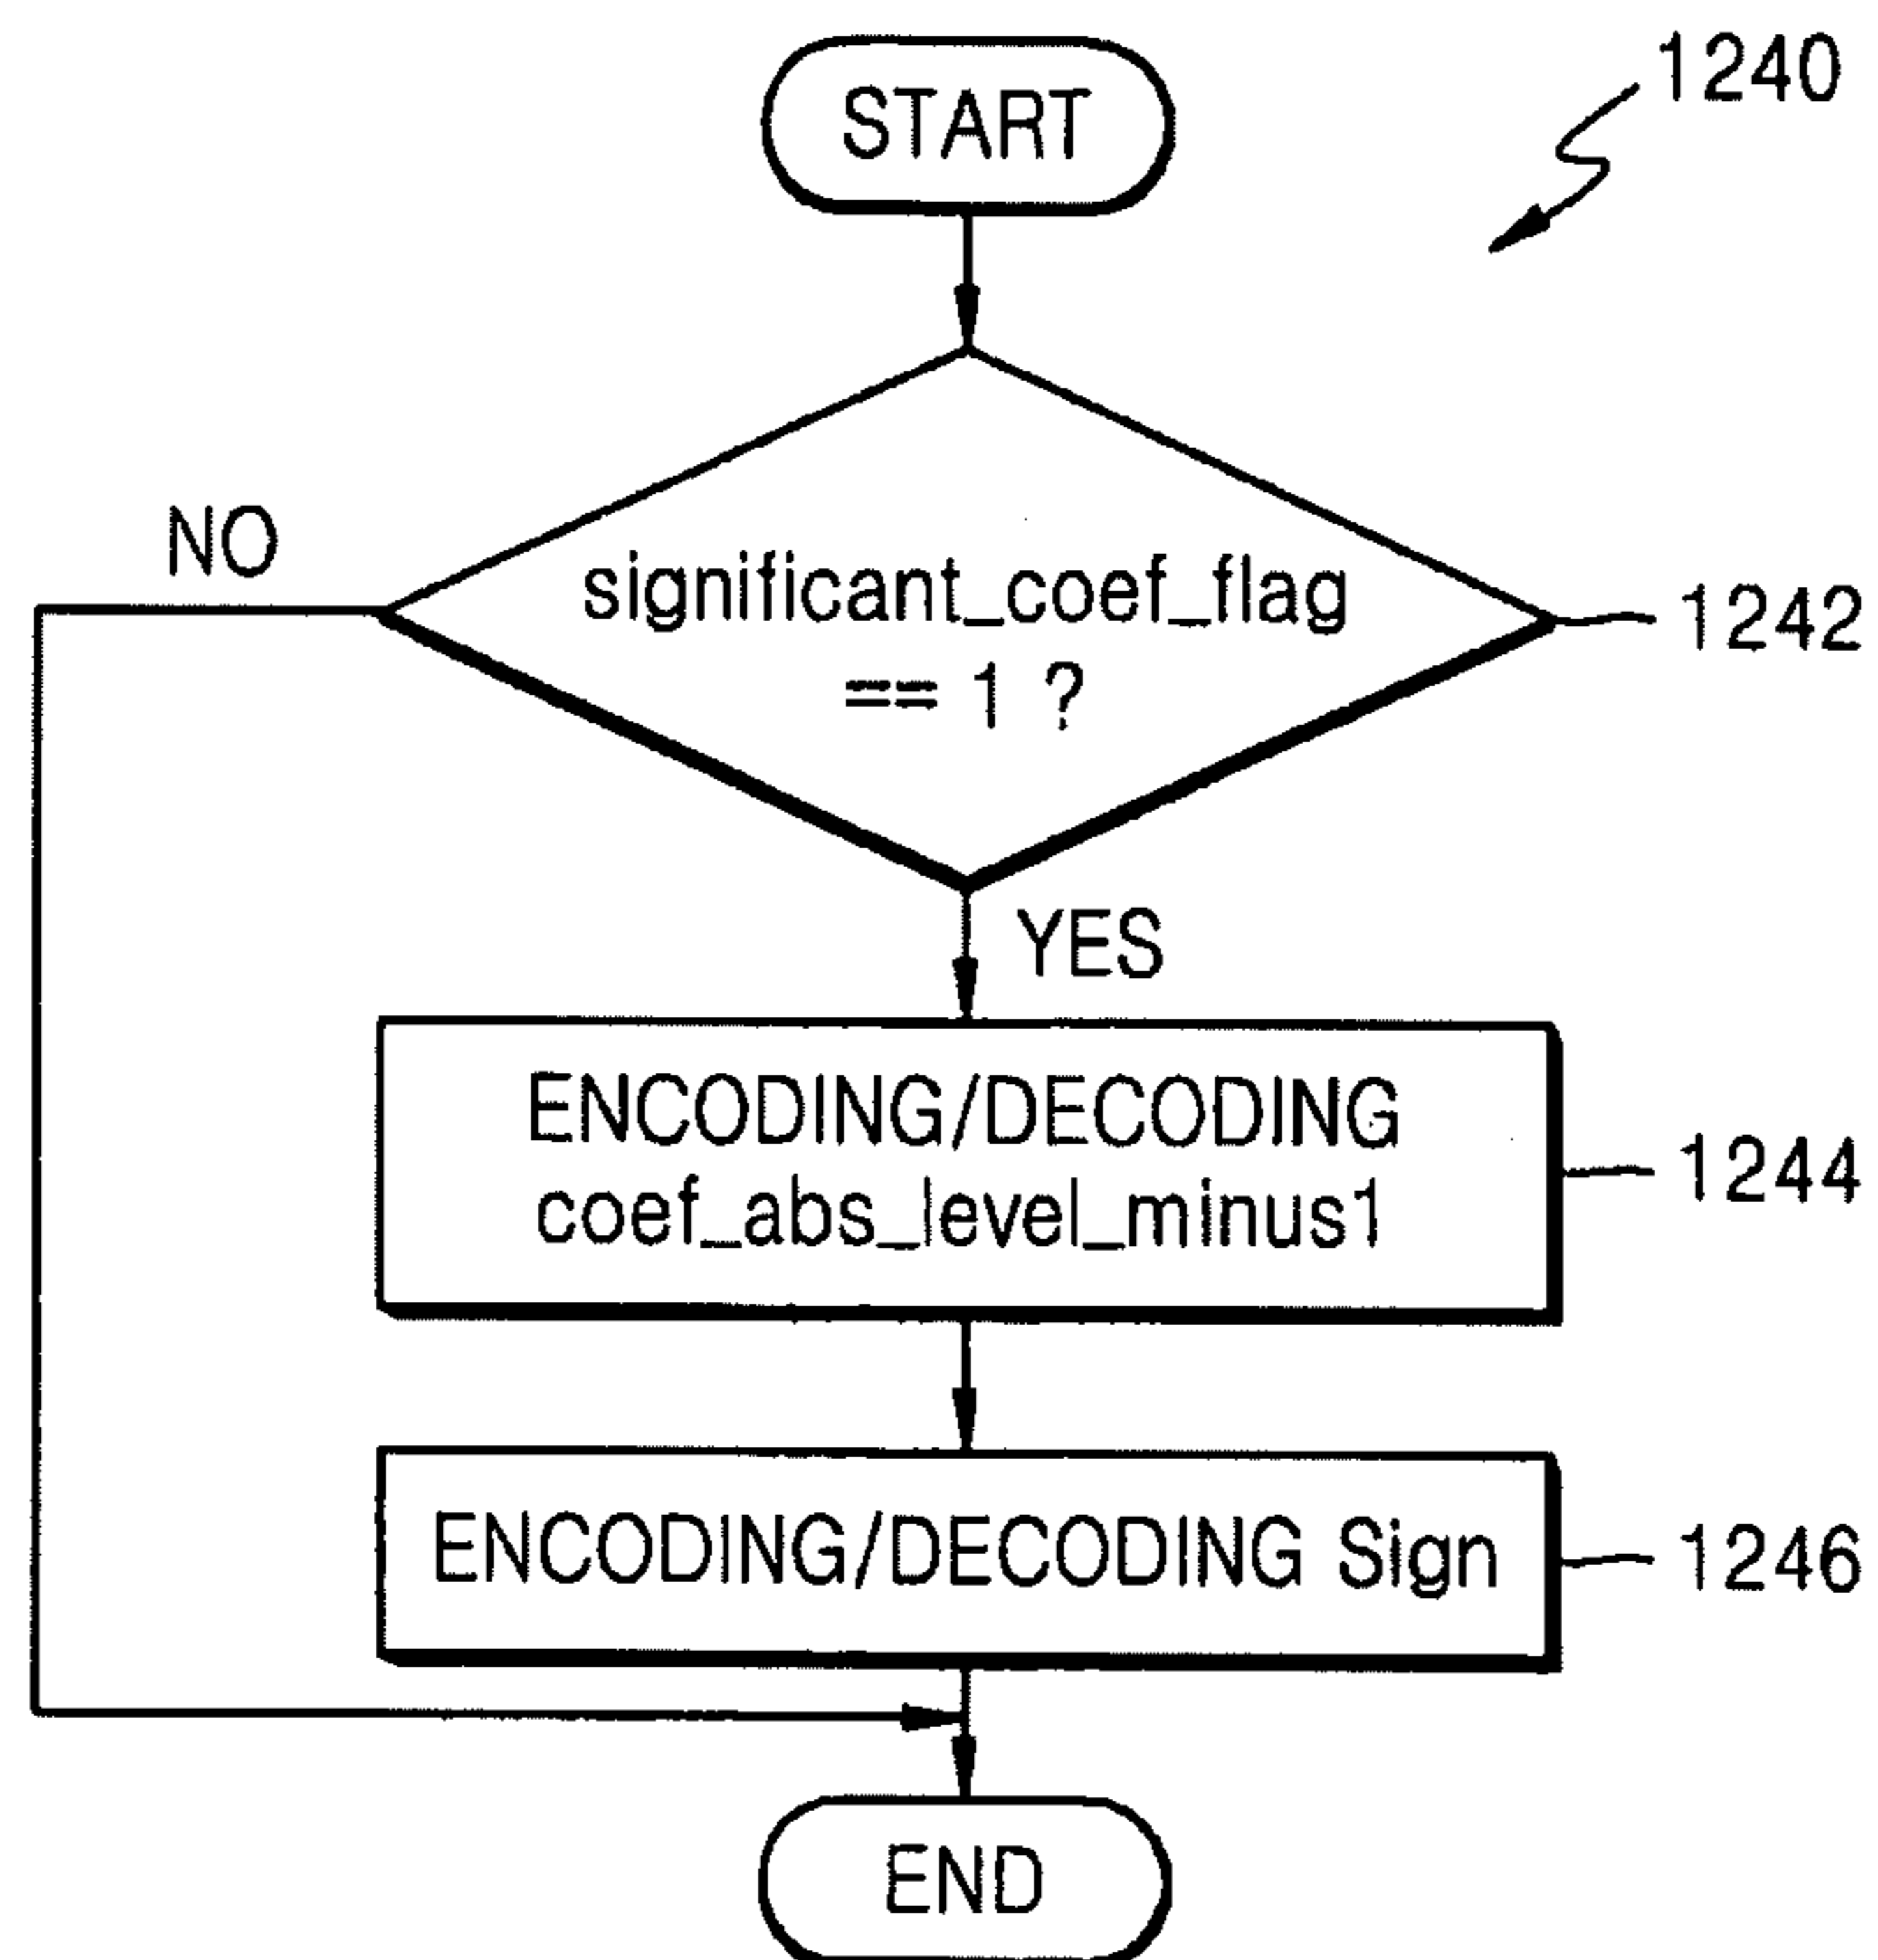 START
1240
NO
significant_coef_flag
== 1 ?
1242
YES
ENCODING/DECODING
coef_abs_level_minus1
1244
ENCODING/DECODING Sign
1246
END